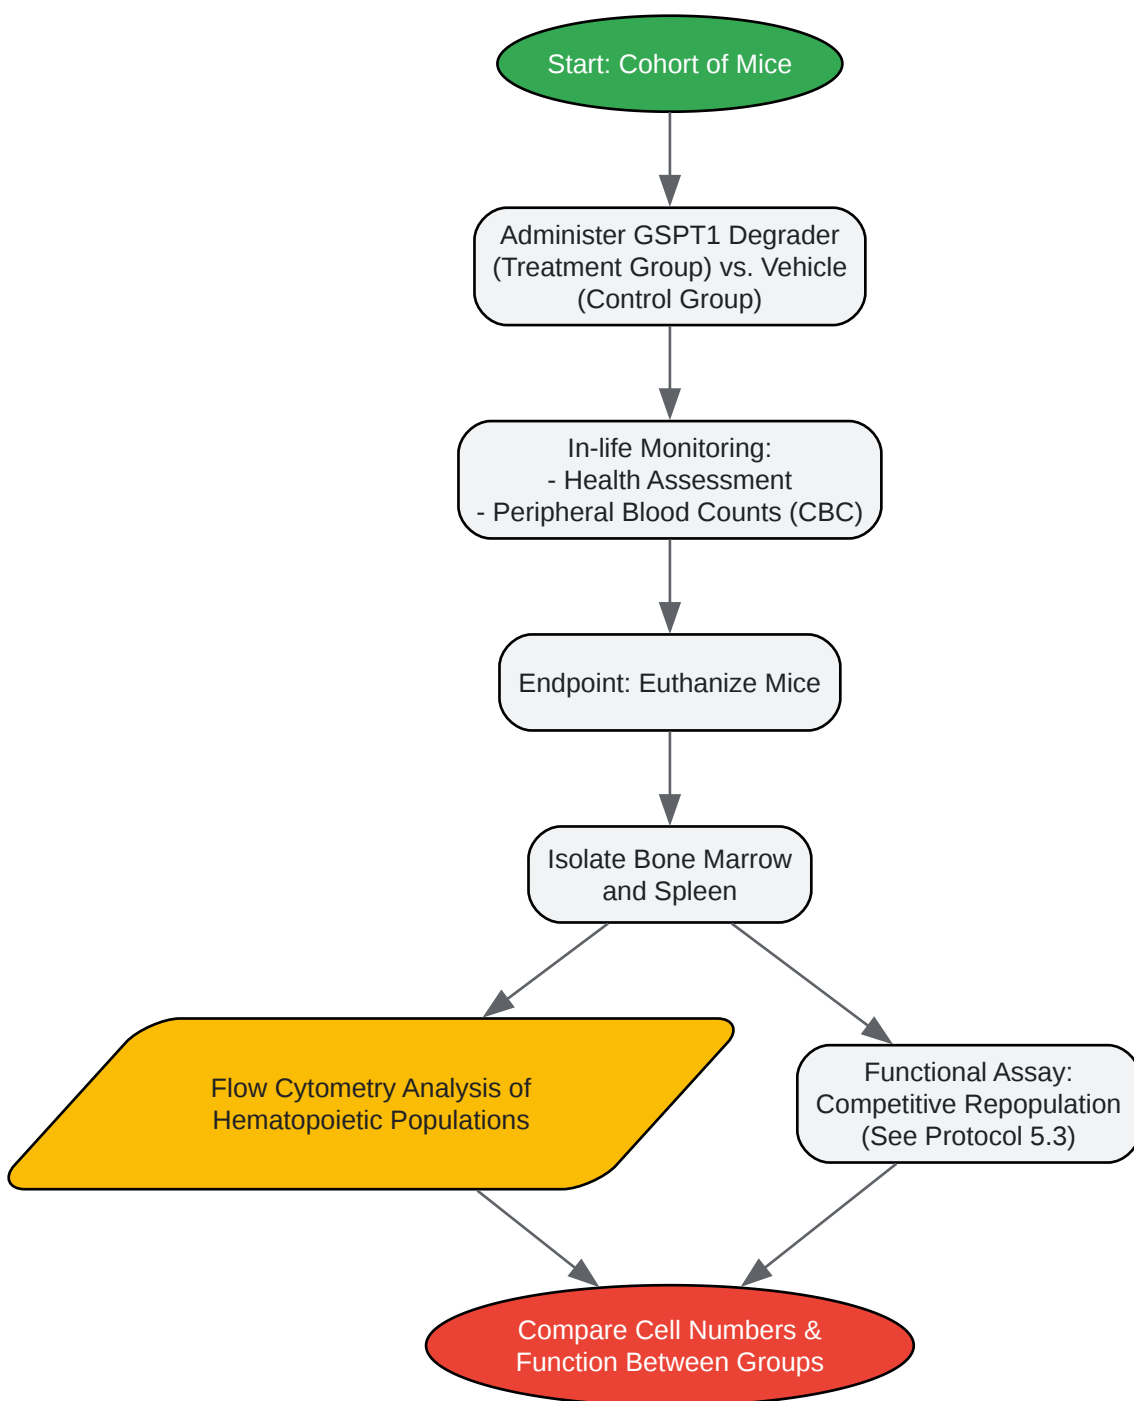 Start: Cohort of Mice
Administer GSPT1 Degrader
(Treatment Group) vs. Vehicle
(Control Group)
In-life Monitoring:
- Health Assessment
- Peripheral Blood Counts (CBC)
Endpoint: Euthanize Mice
Isolate Bone Marrow
and Spleen
Flow Cytometry Analysis of
Hematopoietic Populations
Functional Assay:
Competitive Repopulation
(See Protocol 5.3)
Compare Cell Numbers &
Function Between Groups